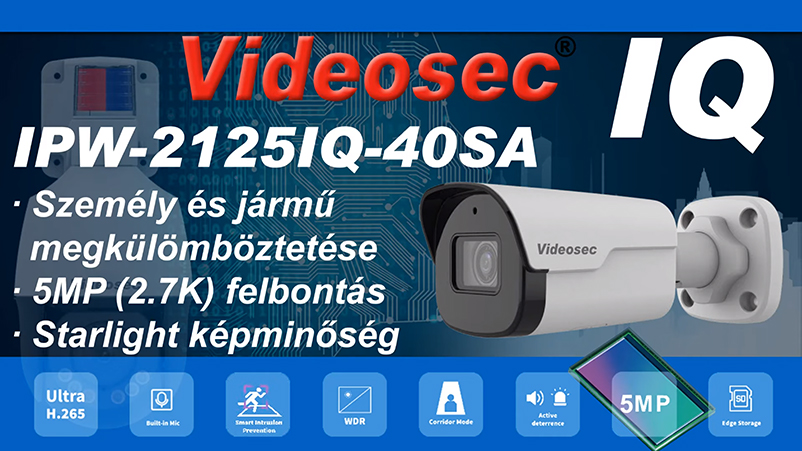 Videosec®
IQ
IPW-2125IQ-40SA
· Személy és jármű
megkülömböztetése
· 5MP (2.7K) felbontás
· Starlight képminőség
Videosec
Ultra
H.265
Built-in Mic
Smart Intrusion
Prevention
WDR
Corridor Mode
Active
deterrence
5MP
SD
Edge Storage